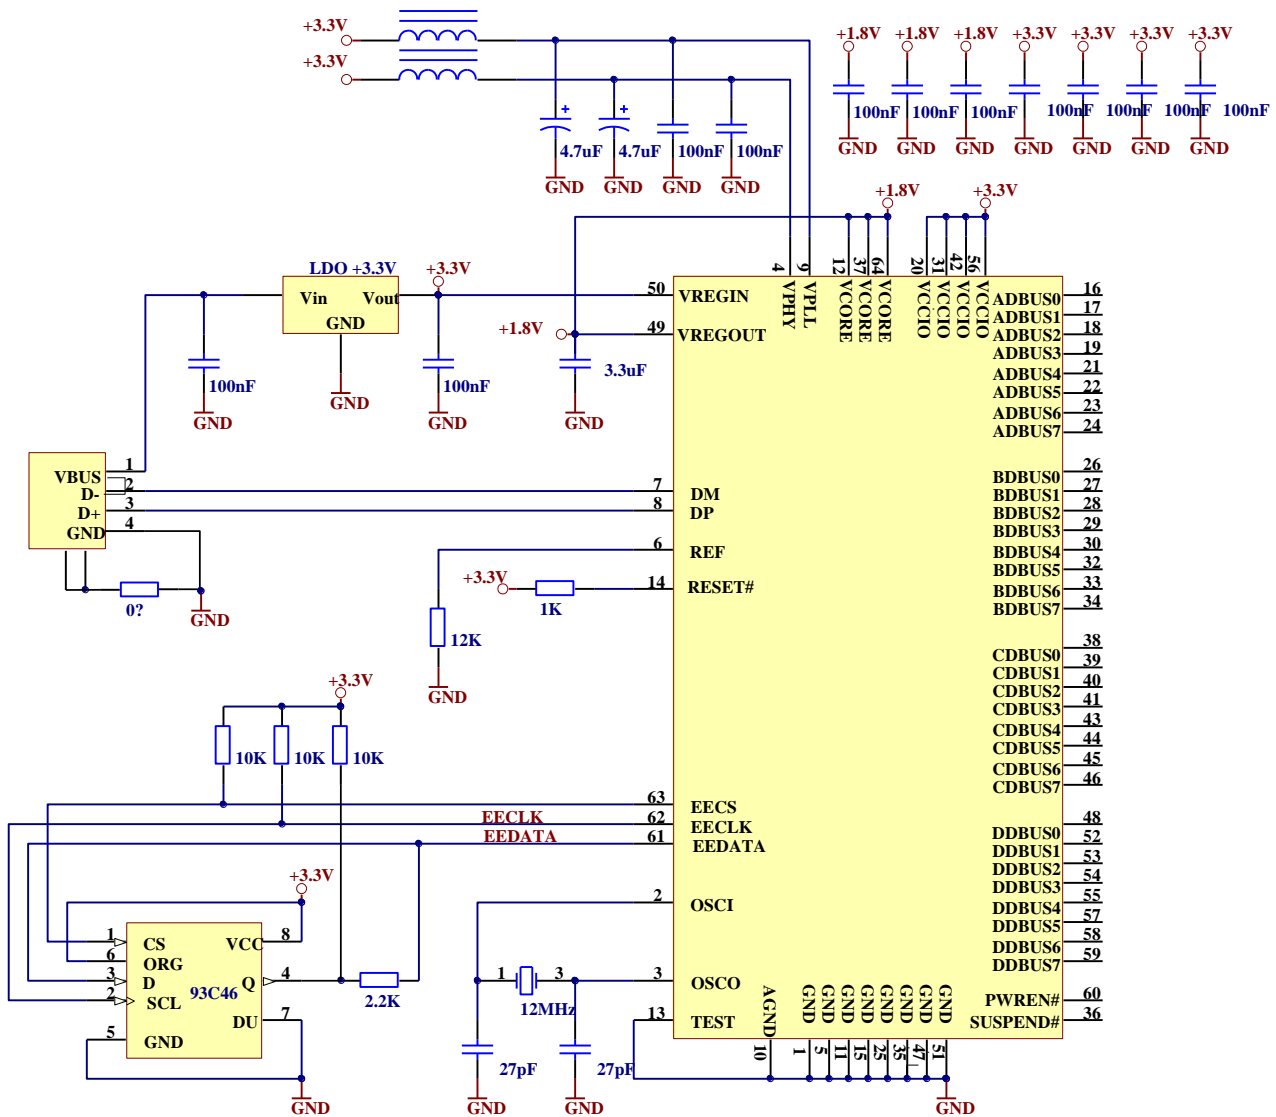 +3.3V
+3.3V
4.7uF 4.7uF 100nF 100nF
GND GND GND GND
+1.8V +1.8V +1.8V +3.3V +3.3V +3.3V +3.3V
100nF 100nF 100nF 100nF 100nF 100nF 100nF
GND GND GND GND GND GND GND
+1.8V +3.3V
4 9 12 37 64 20 31 42 56
VPHY VPLL VCORE VCORE VCORE VCCIO VCCIO VCCIO VCCIO
LDO +3.3V
+3.3V
Vin Vout
GND
100nF
GND
GND
100nF
GND
+1.8V
3.3uF
GND
50 VREGIN
49 VREGOUT
VBUS 1
D- 2
D+ 3
GND 4
0?
GND
7 DM
8 DP
6 REF
14 RESET#
+3.3V
1K
12K
GND
+3.3V
10K 10K 10K
63 EECS
EECLK 62 EECLK
EEDATA 61 EEDATA
+3.3V
1 CS VCC 8
6 ORG
3 D Q 4
93C46
2 SCL
DU 7
5 GND
2.2K
GND
2 OSCI
1 3
12MHz
3 OSCO
13 TEST
27pF 27pF
GND GND
AGND GND GND GND GND GND GND GND GND
10 1 5 11 15 25 35 47 51
GND
ADBUS0 16
ADBUS1 17
ADBUS2 18
ADBUS3 19
ADBUS4 21
ADBUS5 22
ADBUS6 23
ADBUS7 24
BDBUS0 26
BDBUS1 27
BDBUS2 28
BDBUS3 29
BDBUS4 30
BDBUS5 32
BDBUS6 33
BDBUS7 34
CDBUS0 38
CDBUS1 39
CDBUS2 40
CDBUS3 41
CDBUS4 43
CDBUS5 44
CDBUS6 45
CDBUS7 46
DDBUS0 48
DDBUS1 52
DDBUS2 53
DDBUS3 54
DDBUS4 55
DDBUS5 57
DDBUS6 58
DDBUS7 59
PWREN# 60
SUSPEND# 36